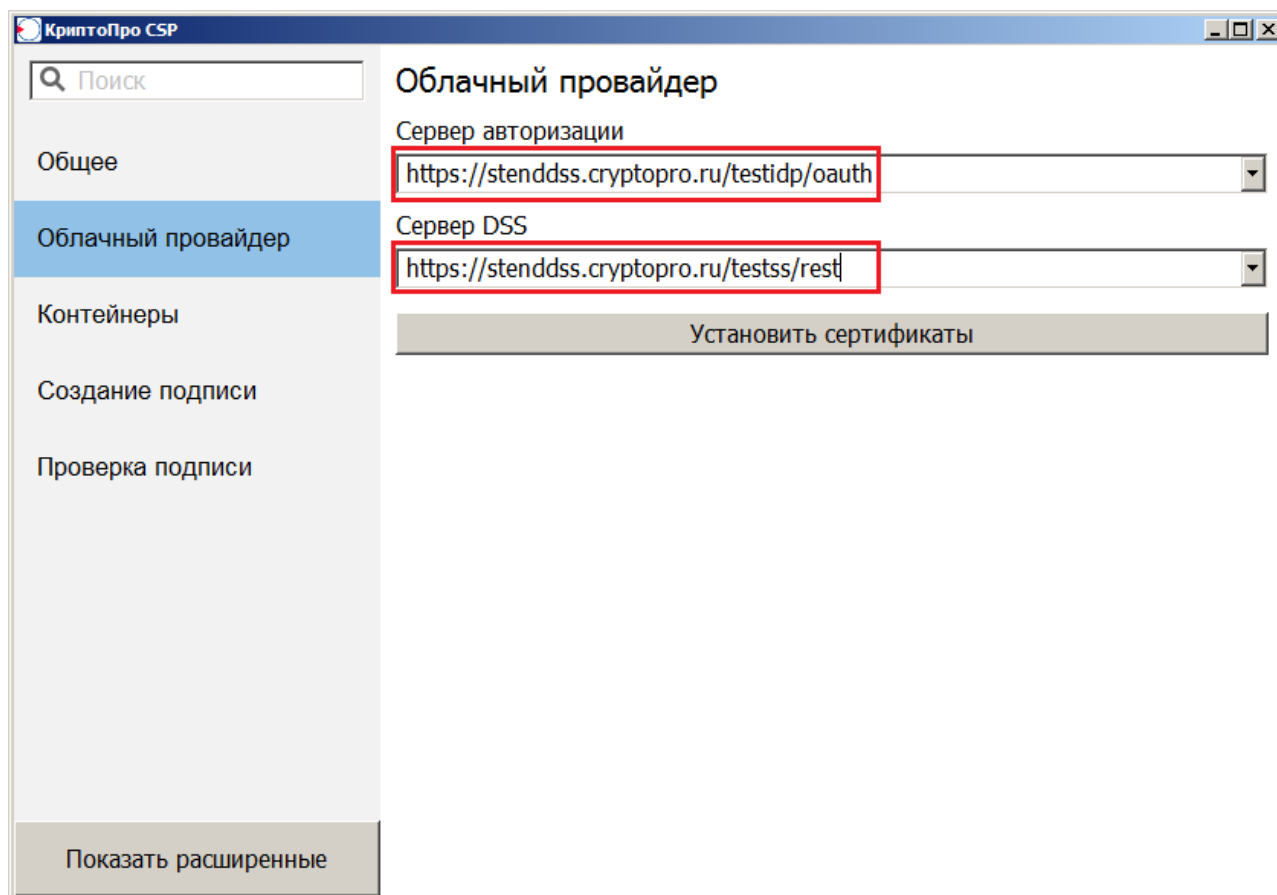 КриптоПро CSP
Поиск
Общее
Облачный провайдер
Контейнеры
Создание подписи
Проверка подписи
Показать расширенные
Облачный провайдер
Сервер авторизации
https://stenddss.cryptopro.ru/testidp/oauth
Сервер DSS
https://stenddss.cryptopro.ru/testss/rest
Установить сертификаты